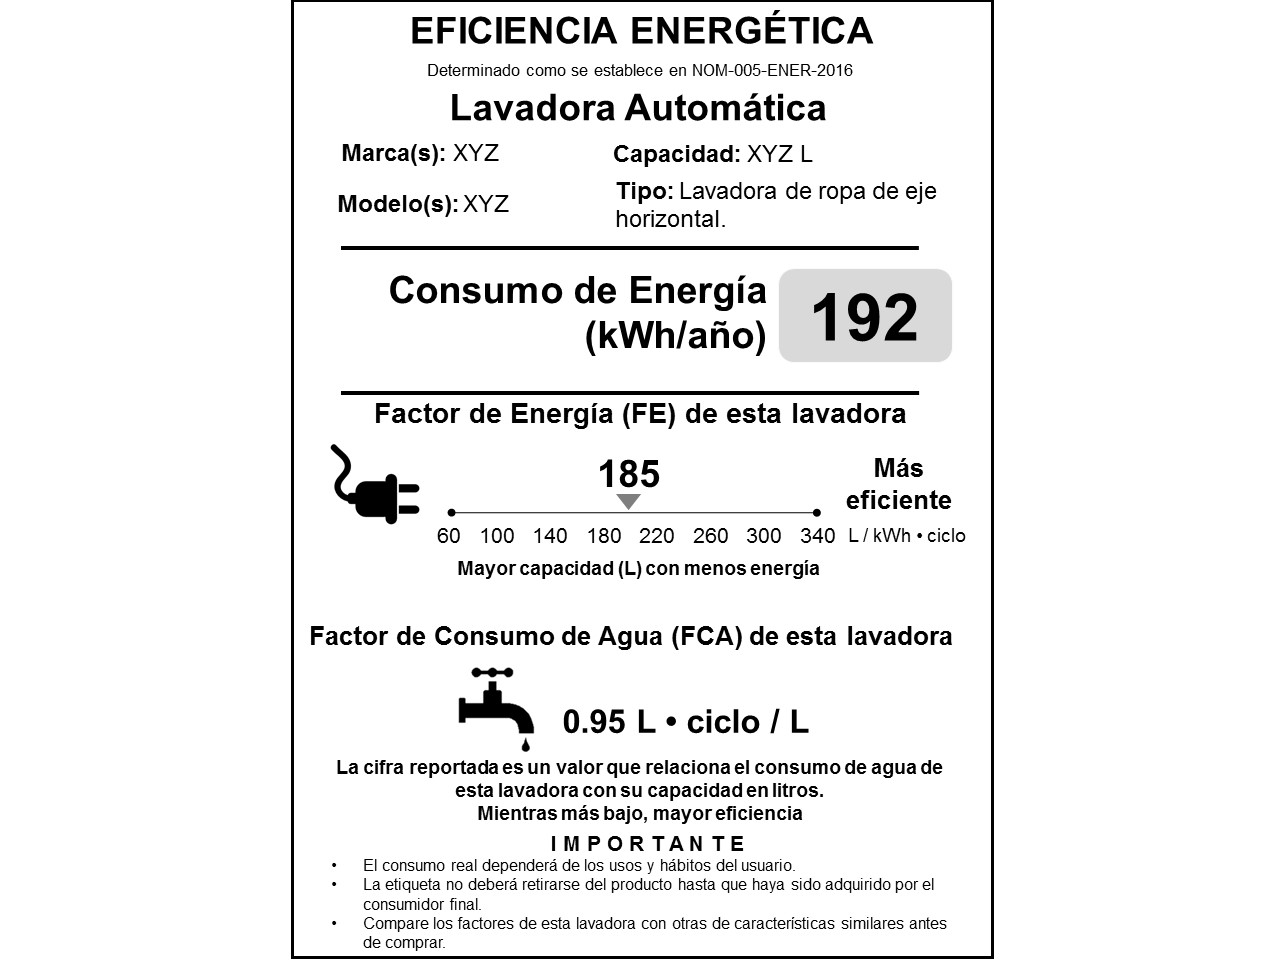 EFICIENCIA ENERGÉTICA
Determinado como se establece en NOM-005-ENER-2016
Lavadora Automática
Marca(s): XYZ
Capacidad: XYZ L
Modelo(s): XYZ
Tipo: Lavadora de ropa de eje
horizontal.
Consumo de Energía
(kWh/año)
192
Factor de Energía (FE) de esta lavadora
185
Más
eficiente
60 100 140 180 220 260 300 340 L / kWh • ciclo
Mayor capacidad (L) con menos energía
Factor de Consumo de Agua (FCA) de esta lavadora
0.95 L • ciclo / L
La cifra reportada es un valor que relaciona el consumo de agua de
esta lavadora con su capacidad en litros.
Mientras más bajo, mayor eficiencia
I M P O R T A N T E
• El consumo real dependerá de los usos y hábitos del usuario.
• La etiqueta no deberá retirarse del producto hasta que haya sido adquirido por el
consumidor final.
• Compare los factores de esta lavadora con otras de características similares antes
de comprar.